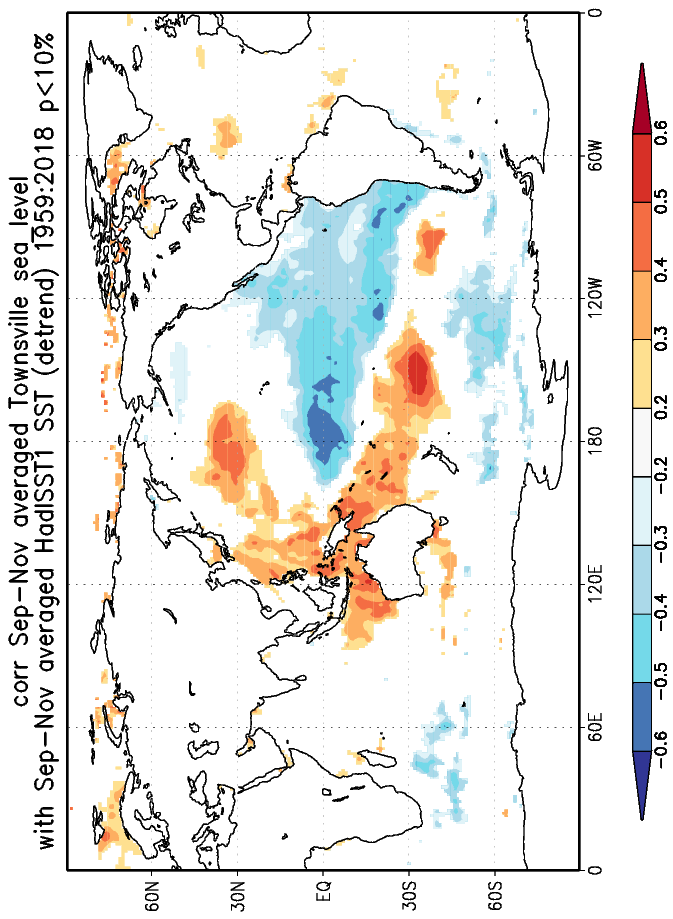 corr Sep-Nov averaged Townsville sea level
with Sep-Nov averaged HadISST1 SST (detrend) 1959:2018 p<10%
60N
30N
EQ
30S
60S
0
60E
120E
180
120W
60W
0
0.6
0.5
0.4
0.3
0.2
-0.2
-0.3
-0.4
-0.5
-0.6